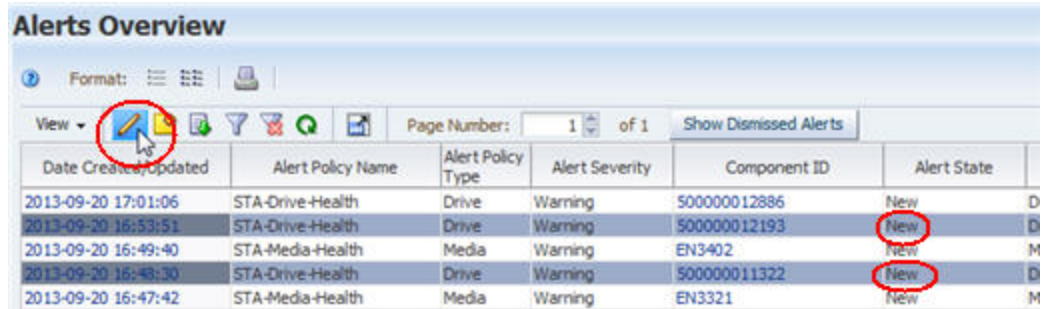 Alerts Overview
Format:
View Page Number: 1 of 1 Show Dismissed Alerts
Date Created/Updated Alert Policy Name Alert Policy Type Alert Severity Component ID Alert State
2013-09-20 17:01:06 STA-Drive-Health Drive Warning 500000012886 New D
2013-09-20 16:53:51 STA-Drive-Health Drive Warning 500000012193 New D
2013-09-20 16:49:40 STA-Media-Health Media Warning EN3402 New M
2013-09-20 16:48:30 STA-Drive-Health Drive Warning 500000011322 New D
2013-09-20 16:47:42 STA-Media-Health Media Warning EN3321 New M